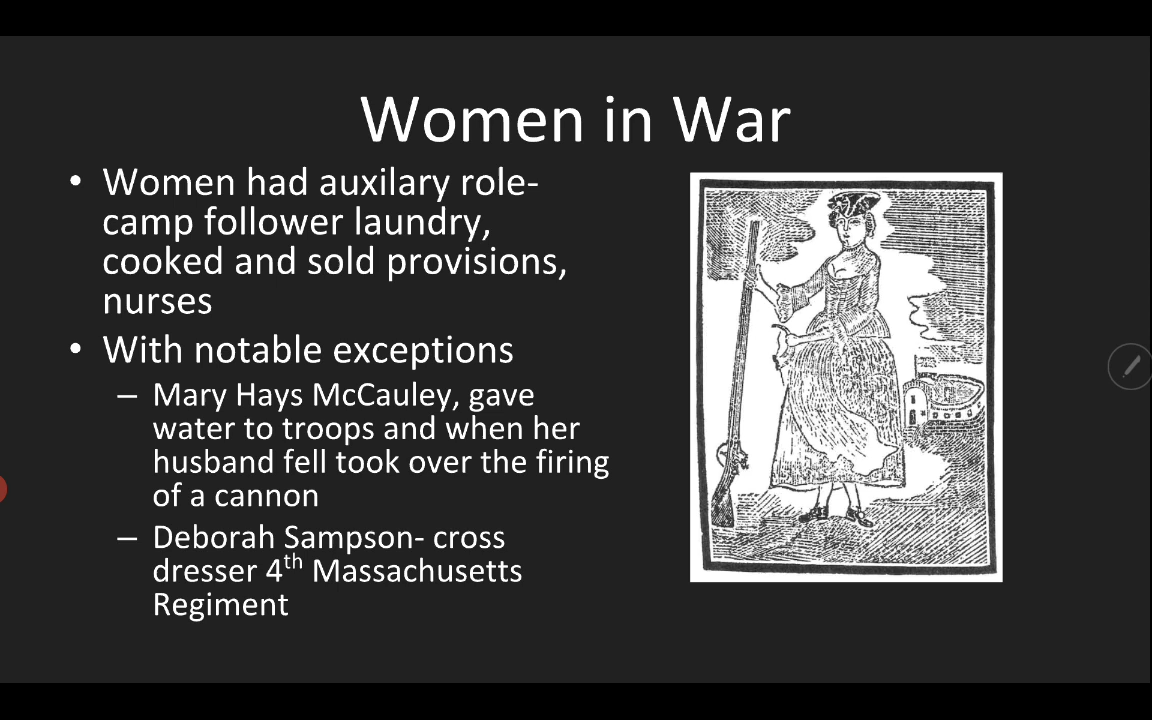 Women in War
• Women had auxilary role-
camp follower laundry,
cooked and sold provisions,
nurses
• With notable exceptions
– Mary Hays McCauley, gave
water to troops and when her
husband fell took over the firing
of a cannon
– Deborah Sampson- cross
dresser 4th Massachusetts
Regiment